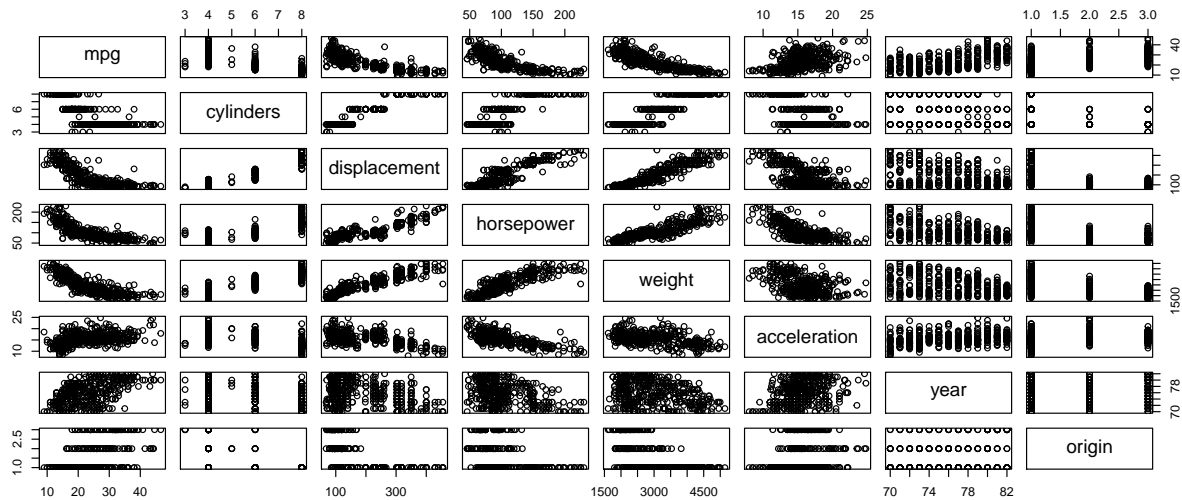 3 4 5 6 7 8
50 100 200
10 15 20 25
1.0 1.5 2.0 2.5 3.0
mpg
10 40
3 6
cylinders
displacement
100
50 200
horsepower
weight
1500
10 25
acceleration
year
70 78
1.0 2.5
origin
10 20 30 40
100 300
1500 3000 4500
70 74 78 82